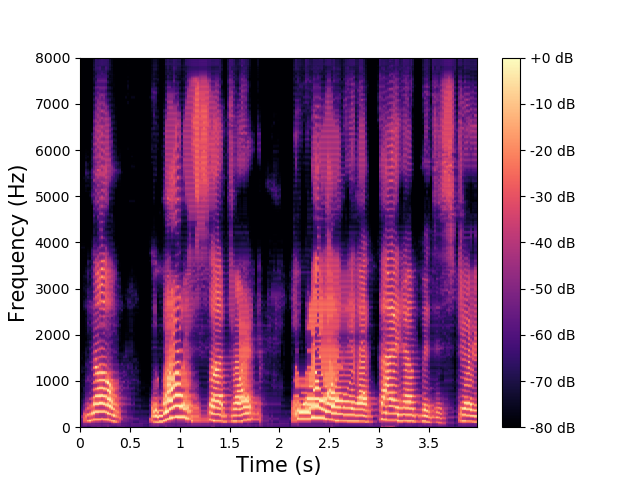 8000
7000
6000
5000
4000
3000
2000
1000
0
Frequency (Hz)
0 0.5 1 1.5 2 2.5 3 3.5
Time (s)
+0 dB
-10 dB
-20 dB
-30 dB
-40 dB
-50 dB
-60 dB
-70 dB
-80 dB